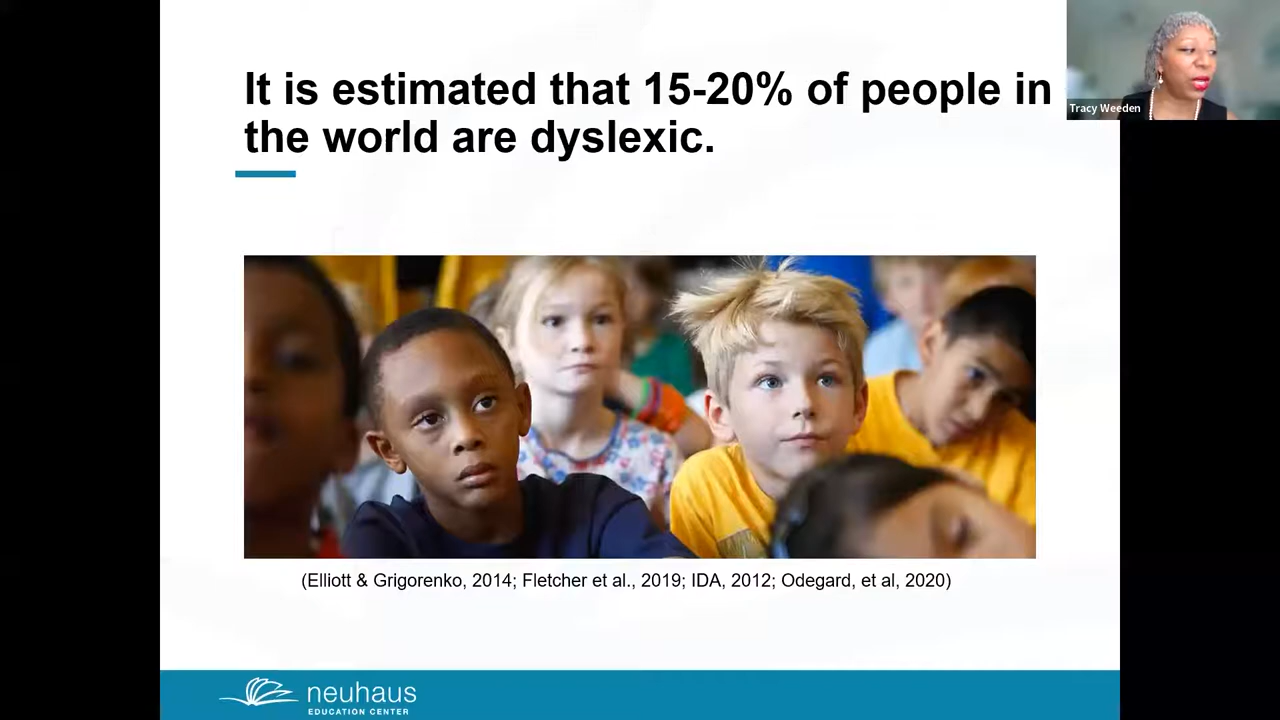 It is estimated that 15-20% of people in
the world are dyslexic.
Tracy Weeden
(Elliott & Grigorenko, 2014; Fletcher et al., 2019; IDA, 2012; Odegard, et al, 2020)
neuhaus
EDUCATION CENTER